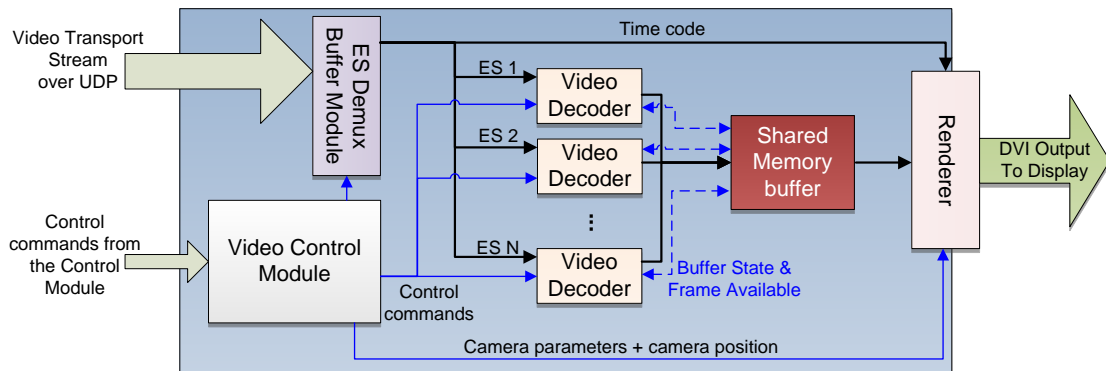 Video Transport
Stream
over UDP
ES Demux
Buffer Module
Time code
ES 1
Video
Decoder
ES 2
Video
Decoder
...
ES N
Video
Decoder
Shared
Memory
buffer
Renderer
DVI Output
To Display
Control
commands from
the Control
Module
Video Control
Module
Control
commands
Buffer State &
Frame Available
Camera parameters + camera position